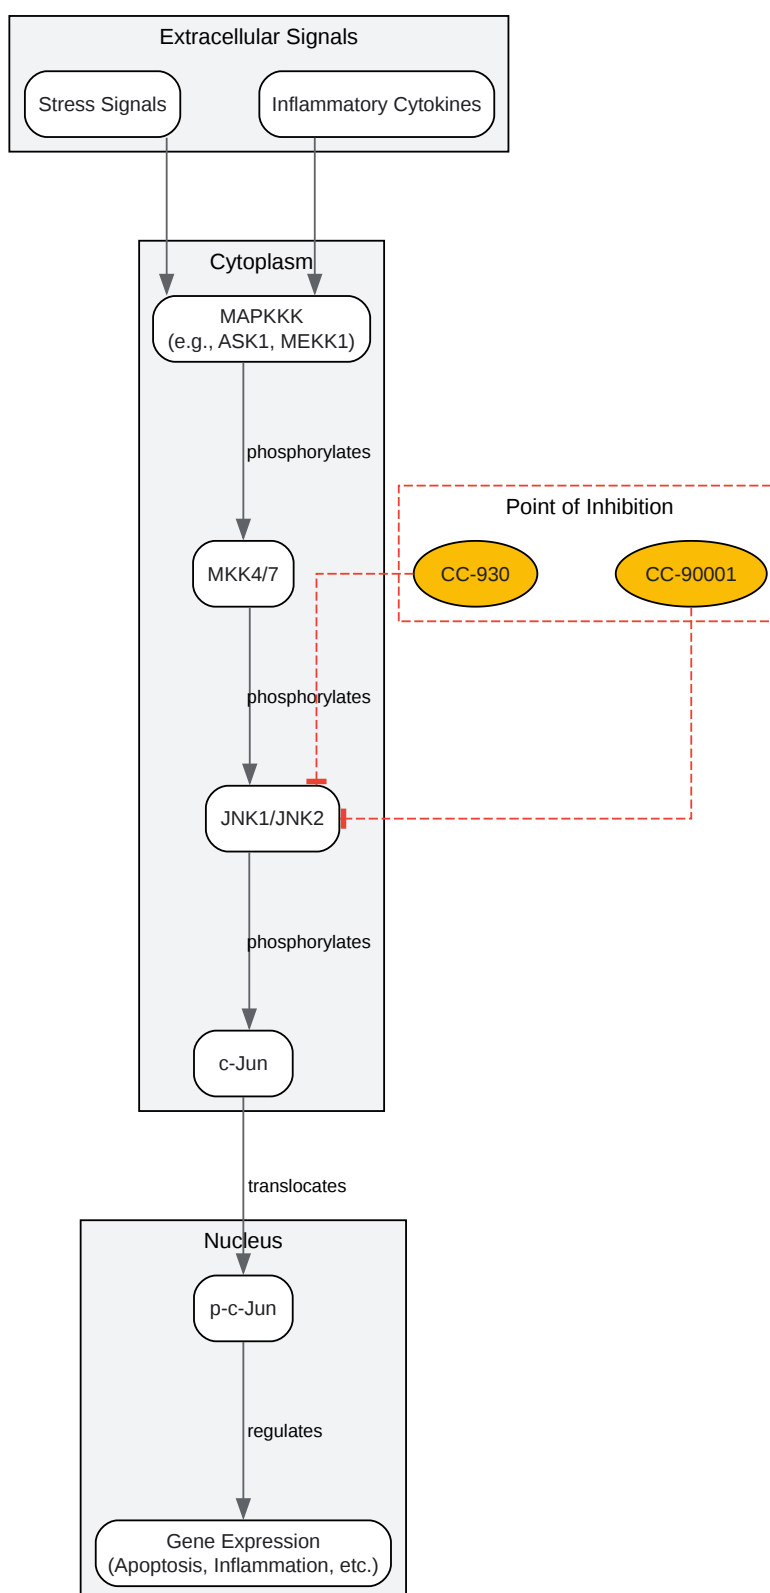 Extracellular Signals
Stress Signals
Inflammatory Cytokines
Cytoplasm
MAPKKK
(e.g., ASK1, MEKK1)
phosphorylates
Point of Inhibition
MKK4/7
CC-930
CC-90001
phosphorylates
JNK1/JNK2
phosphorylates
c-Jun
translocates
Nucleus
p-c-Jun
regulates
Gene Expression
(Apoptosis, Inflammation, etc.)